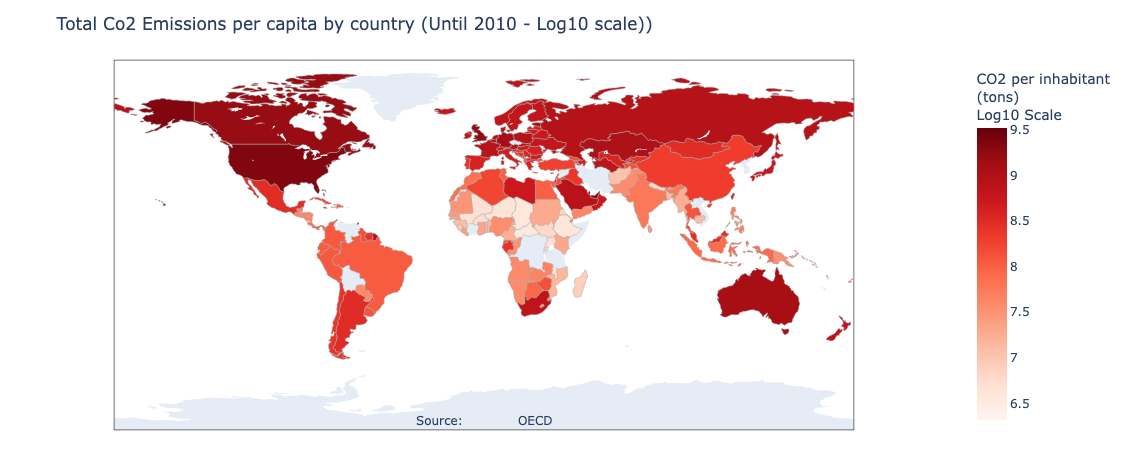 Total Co2 Emissions per capita by country (Until 2010 - Log10 scale))
CO2 per inhabitant
(tons)
Log10 Scale
9.5
9
8.5
8
7.5
7
6.5
Source: OECD